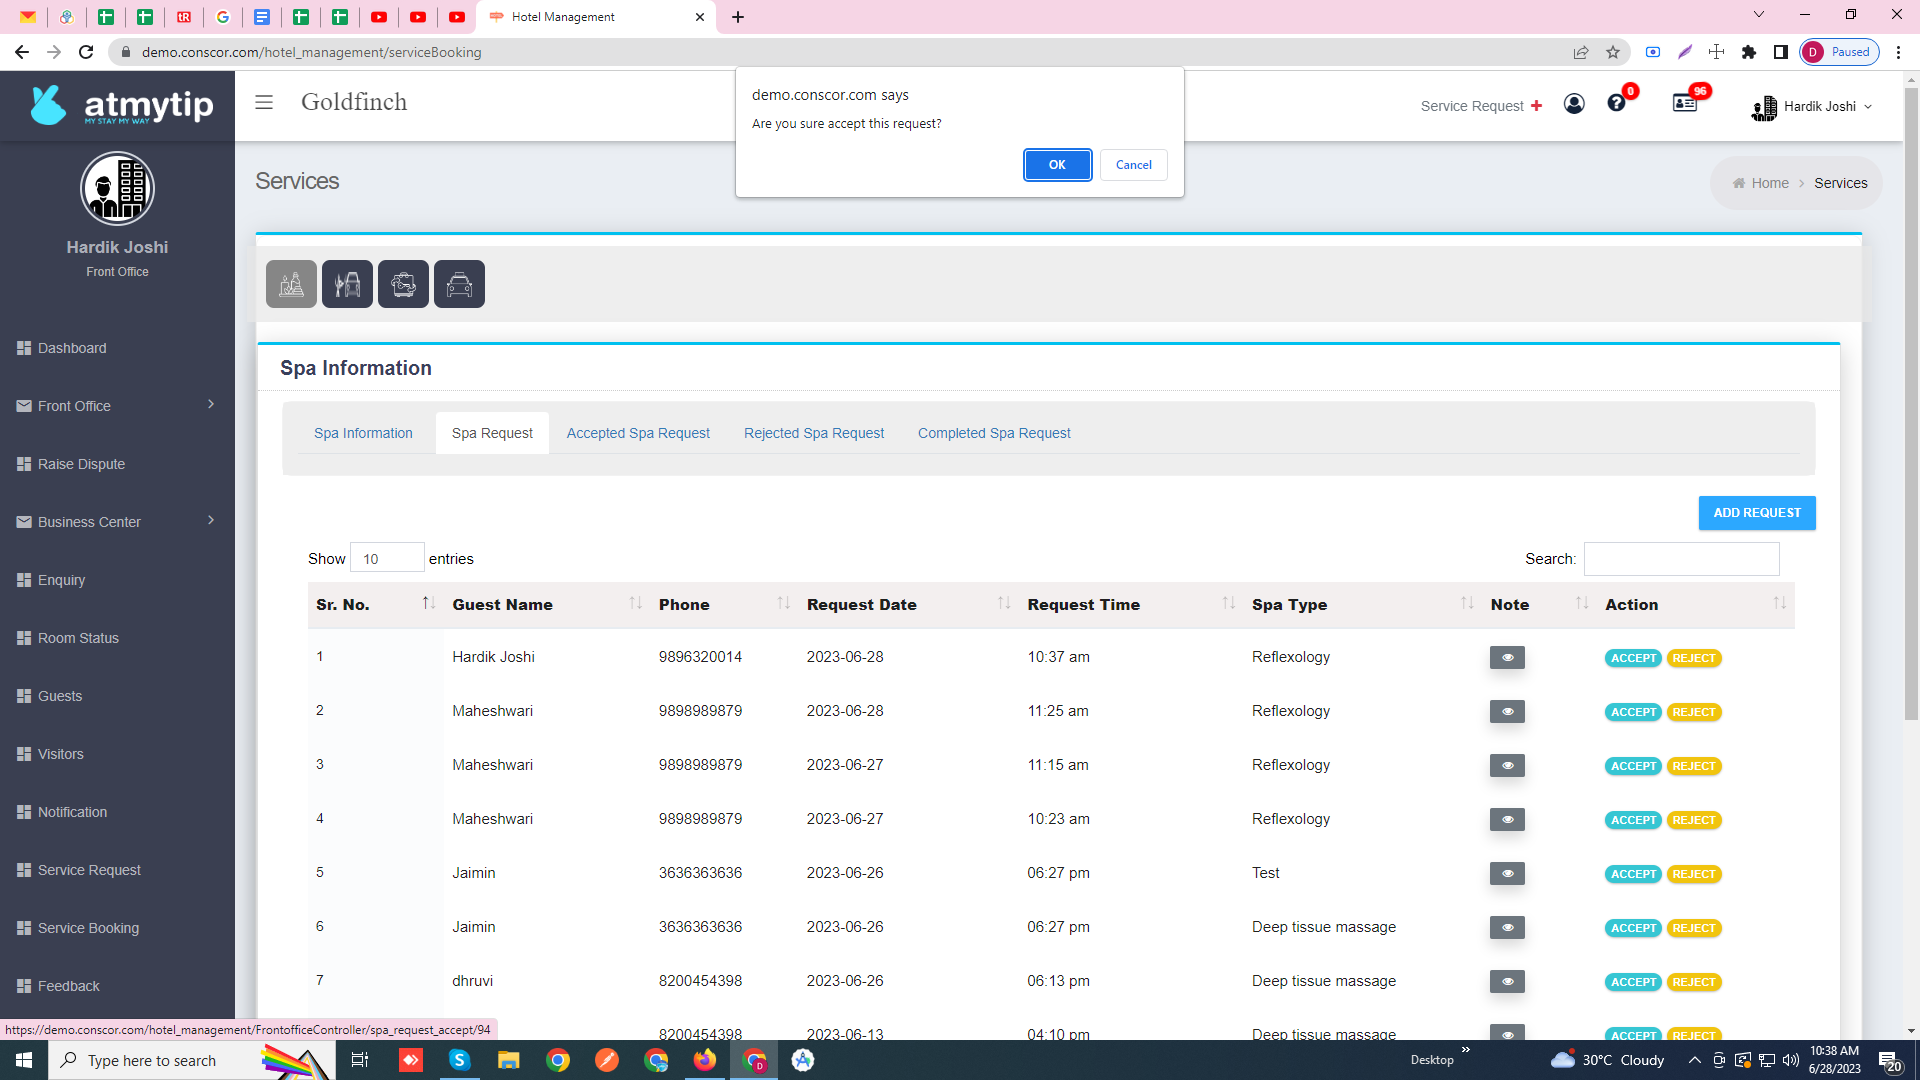 Hotel Management
demo.conscor.com/hotel_management/serviceBooking
D Paused
demo.conscor.com says
Are you sure accept this request?
OK
Cancel
atmytip
MY STAY MY WAY
Goldfinch
Service Request
0
96
Hardik Joshi
Services
Home
Services
Hardik Joshi
Front Office
Dashboard
Front Office
Raise Dispute
Business Center
Enquiry
Room Status
Guests
Visitors
Notification
Service Request
Service Booking
Feedback
Spa Information
Spa Information
Spa Request
Accepted Spa Request
Rejected Spa Request
Completed Spa Request
ADD REQUEST
Show 10 entries
Search:
Sr. No. Guest Name Phone Request Date Request Time Spa Type Note Action
1 Hardik Joshi 9896320014 2023-06-28 10:37 am Reflexology ACCEPT REJECT
2 Maheshwari 9898989879 2023-06-28 11:25 am Reflexology ACCEPT REJECT
3 Maheshwari 9898989879 2023-06-27 11:15 am Reflexology ACCEPT REJECT
4 Maheshwari 9898989879 2023-06-27 10:23 am Reflexology ACCEPT REJECT
5 Jaimin 3636363636 2023-06-26 06:27 pm Test ACCEPT REJECT
6 Jaimin 3636363636 2023-06-26 06:27 pm Deep tissue massage ACCEPT REJECT
7 dhruvi 8200454398 2023-06-26 06:13 pm Deep tissue massage ACCEPT REJECT
8200454398 2023-06-13 04:10 pm Deep tissue massage ACCEPT REJECT
https://demo.conscor.com/hotel_management/FrontofficeController/spa_request_accept/94
Type here to search
Desktop
30°C Cloudy
10:38 AM
6/28/2023
20